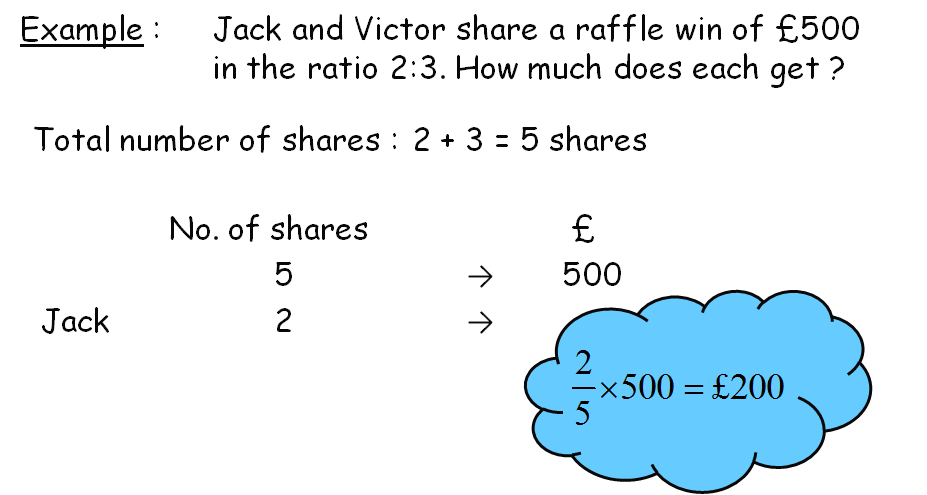 Example :   Jack and Victor share a raffle win of £500
in the ratio 2:3. How much does each get ?
Total number of shares : 2 + 3 = 5 shares
No. of shares   £
5   →   500
Jack   2   →
2/5 ×500 = £200